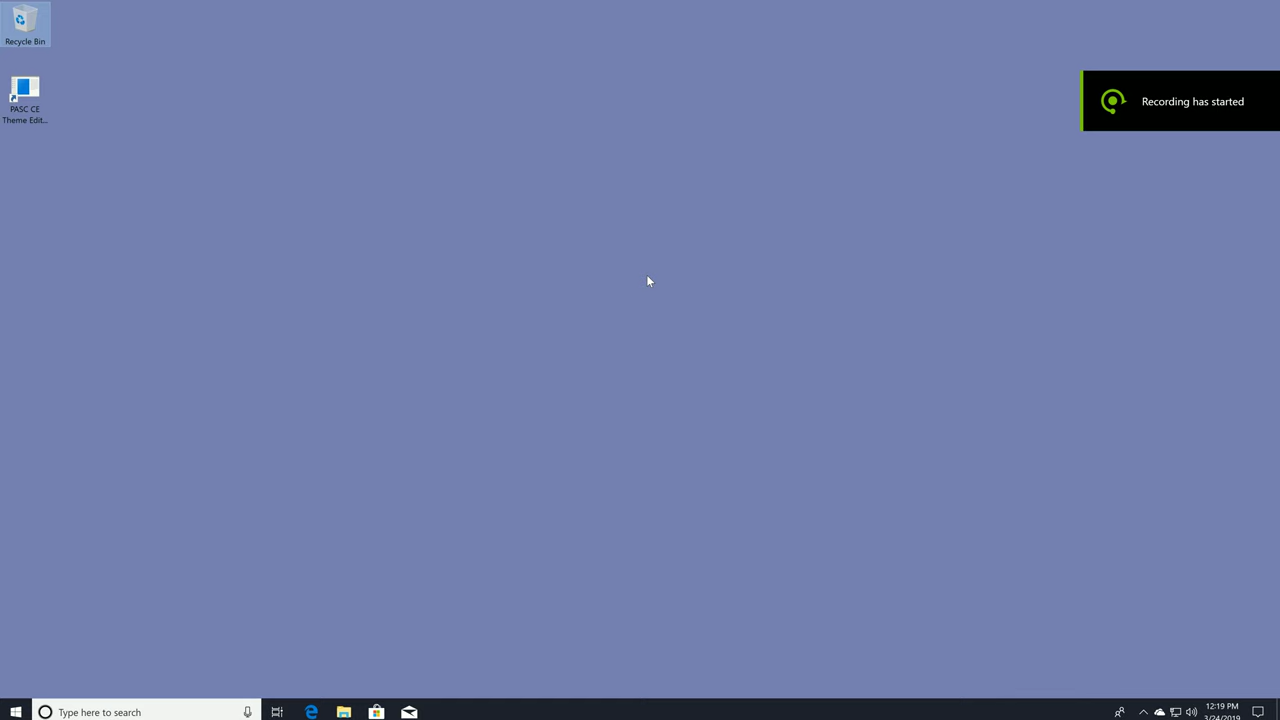 Recycle Bin
PASC CE
Theme Edit...
Recording has started
Type here to search
12:19 PM
3/24/2019